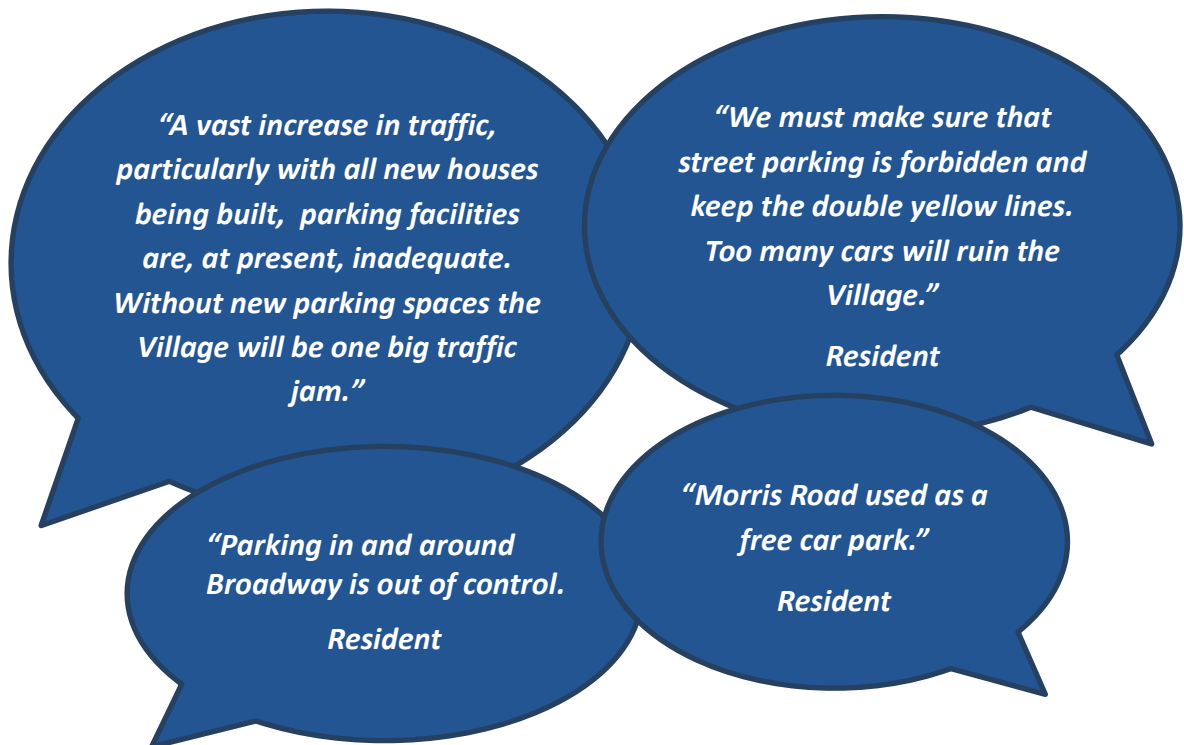 “A vast increase in traffic,
particularly with all new houses
being built,  parking facilities
are, at present, inadequate.
Without new parking spaces the
Village will be one big traffic
jam.”
“We must make sure that
street parking is forbidden and
keep the double yellow lines.
Too many cars will ruin the
Village.”
Resident
“Parking in and around
Broadway is out of control.
Resident
“Morris Road used as a
free car park.”
Resident